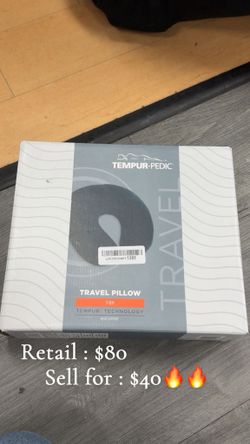 TEMPUR-PEDIC
TRAVEL
TRAVEL PILLOW
TEMPUR TECHNOLOGY
Retail : $80
Sell for : $40🔥🔥